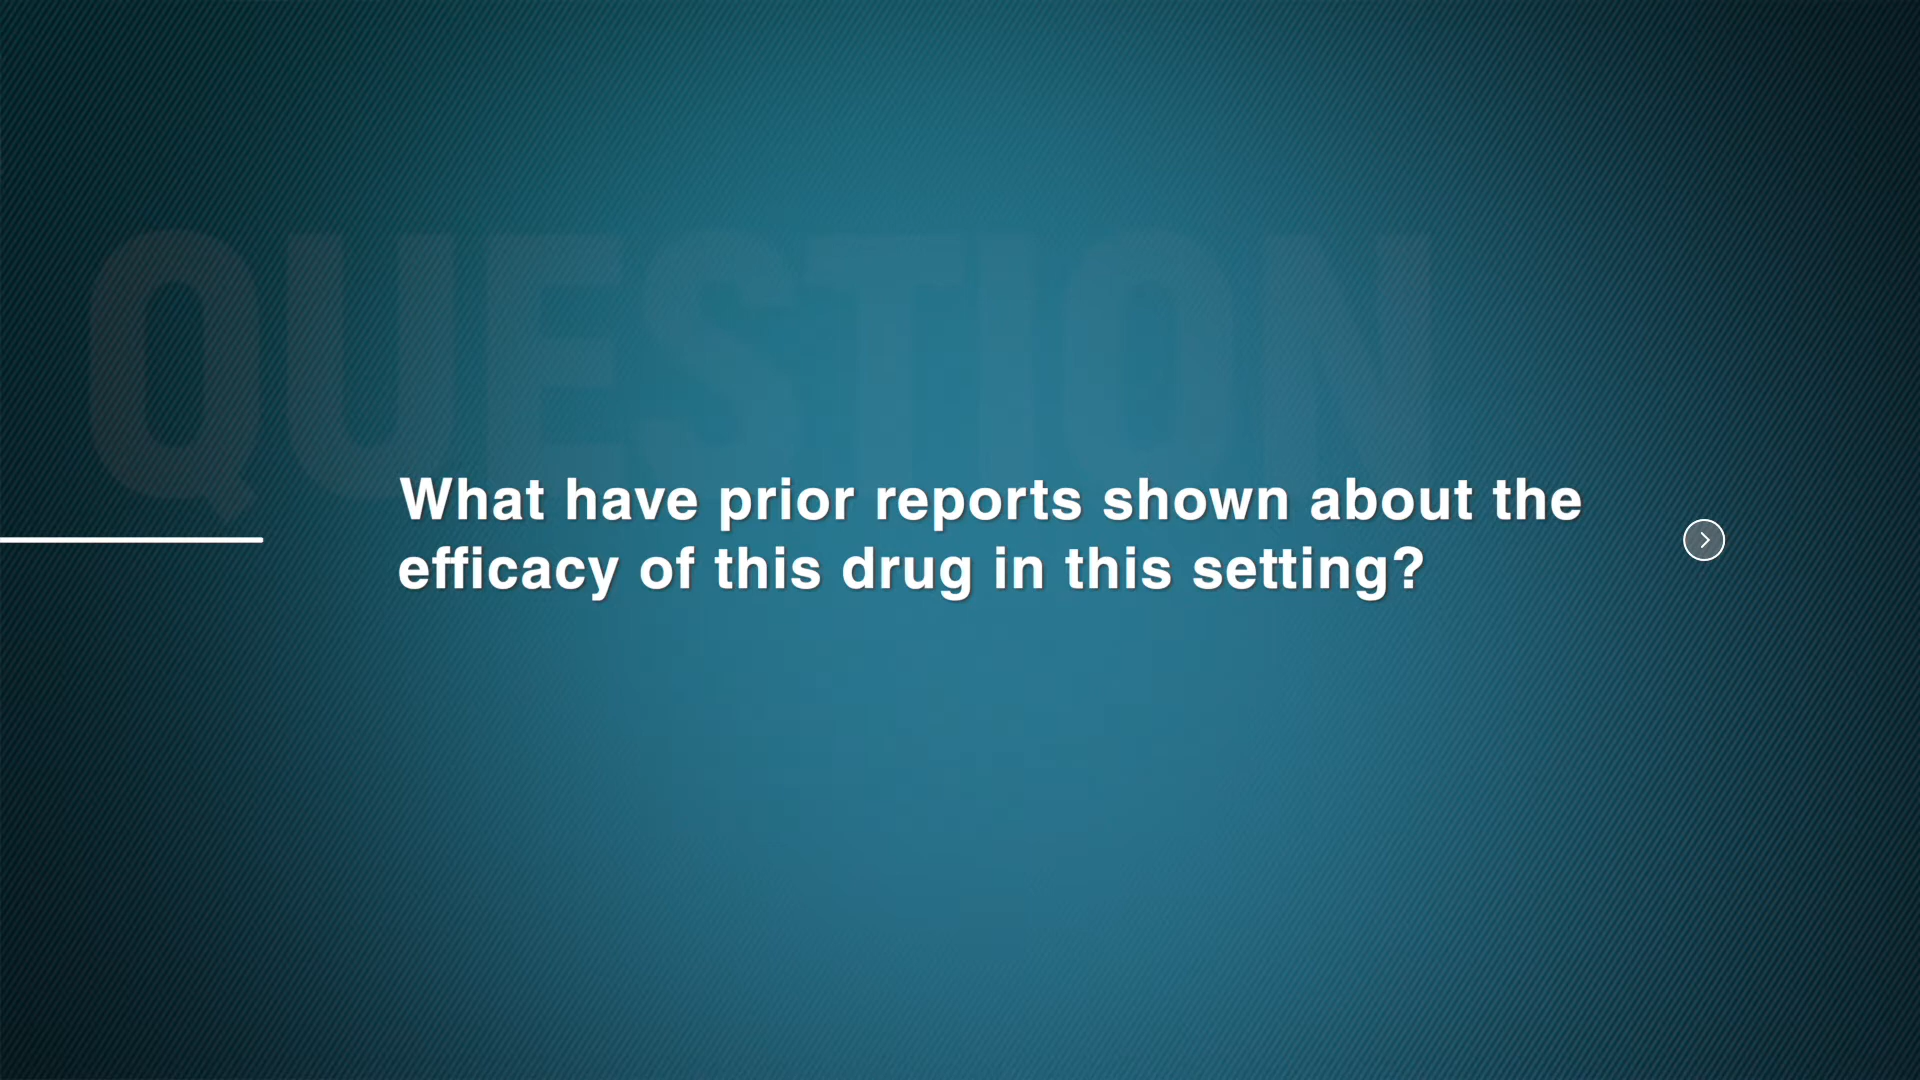 QUESTION
What have prior reports shown about the
efficacy of this drug in this setting?